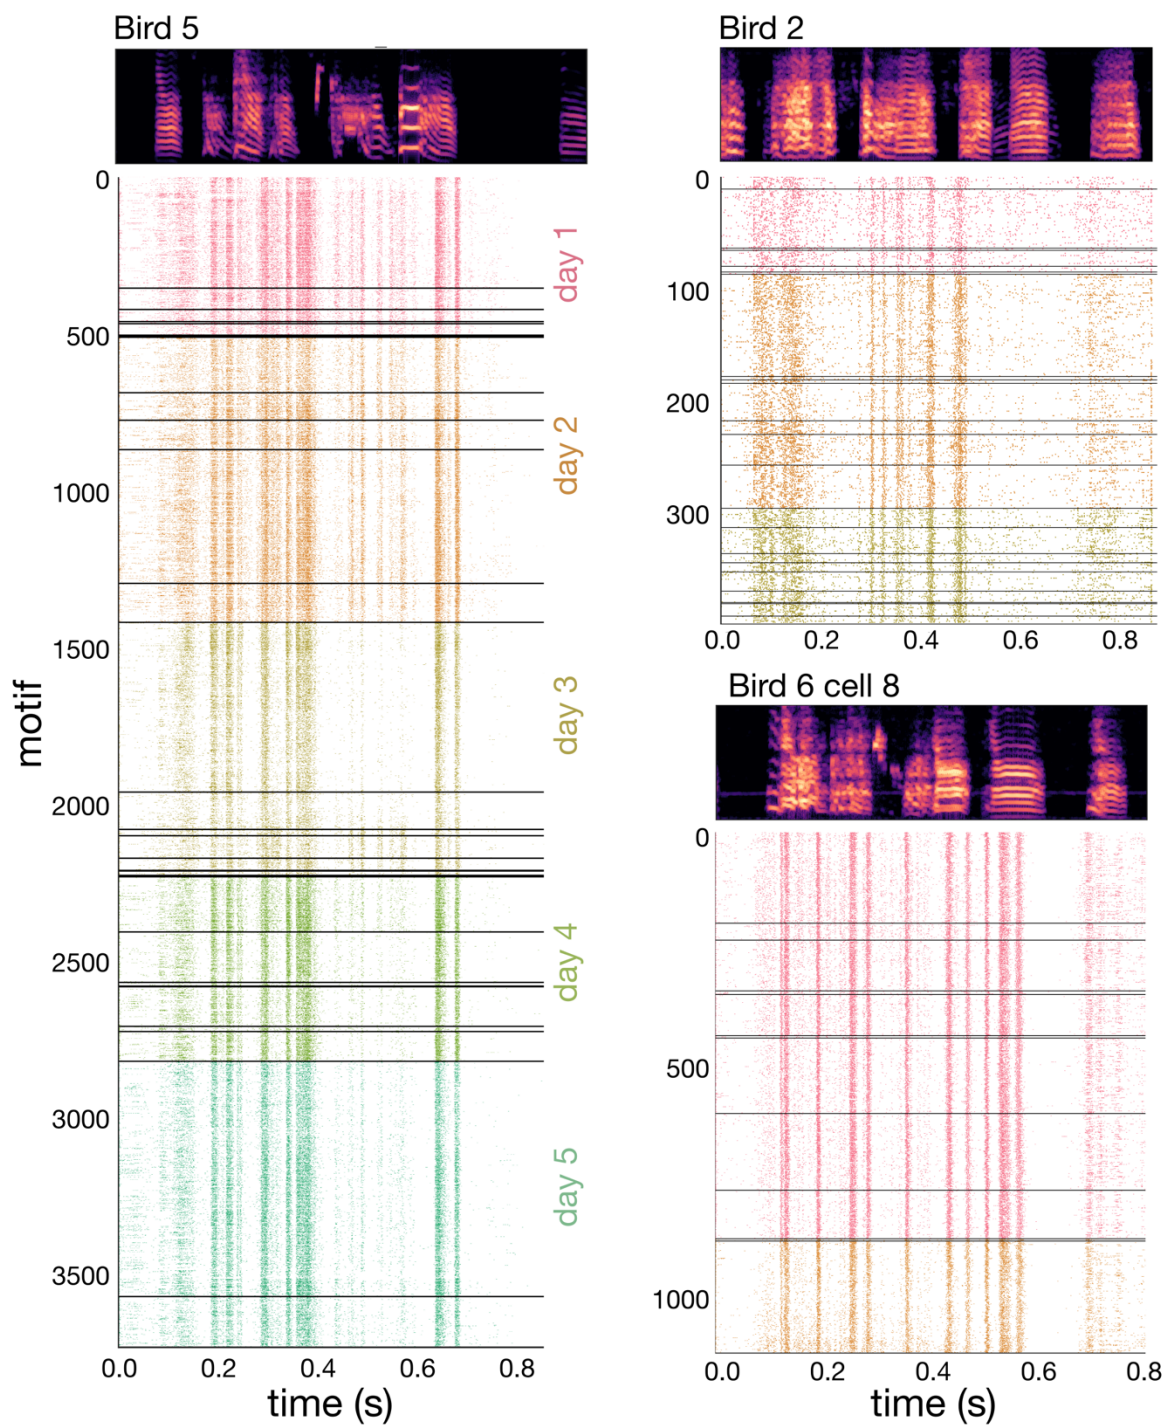 Bird 5
0
500
1000
1500
2000
2500
3000
3500
motif
day 1
day 2
day 3
day 4
day 5
0.0 0.2 0.4 0.6 0.8
time (s)
Bird 2
0
100
200
300
0.0 0.2 0.4 0.6 0.8
Bird 6 cell 8
0
500
1000
0.0 0.2 0.4 0.6 0.8
time (s)